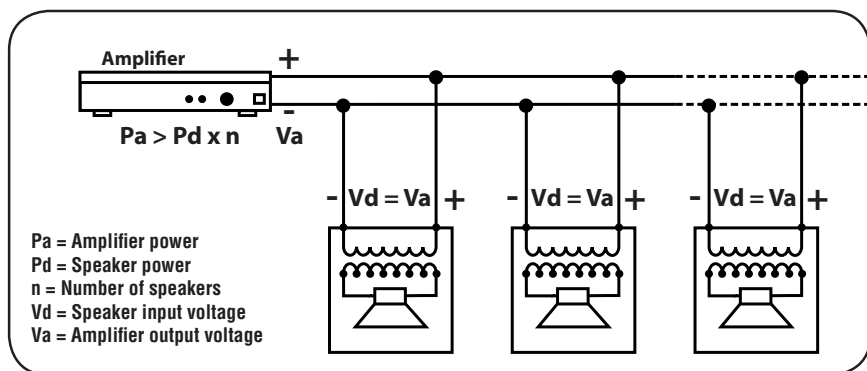 Amplifier
+
-
Pa > Pd x n
Va
- Vd = Va +
- Vd = Va +
- Vd = Va +
Pa = Amplifier power
Pd = Speaker power
n = Number of speakers
Vd = Speaker input voltage
Va = Amplifier output voltage